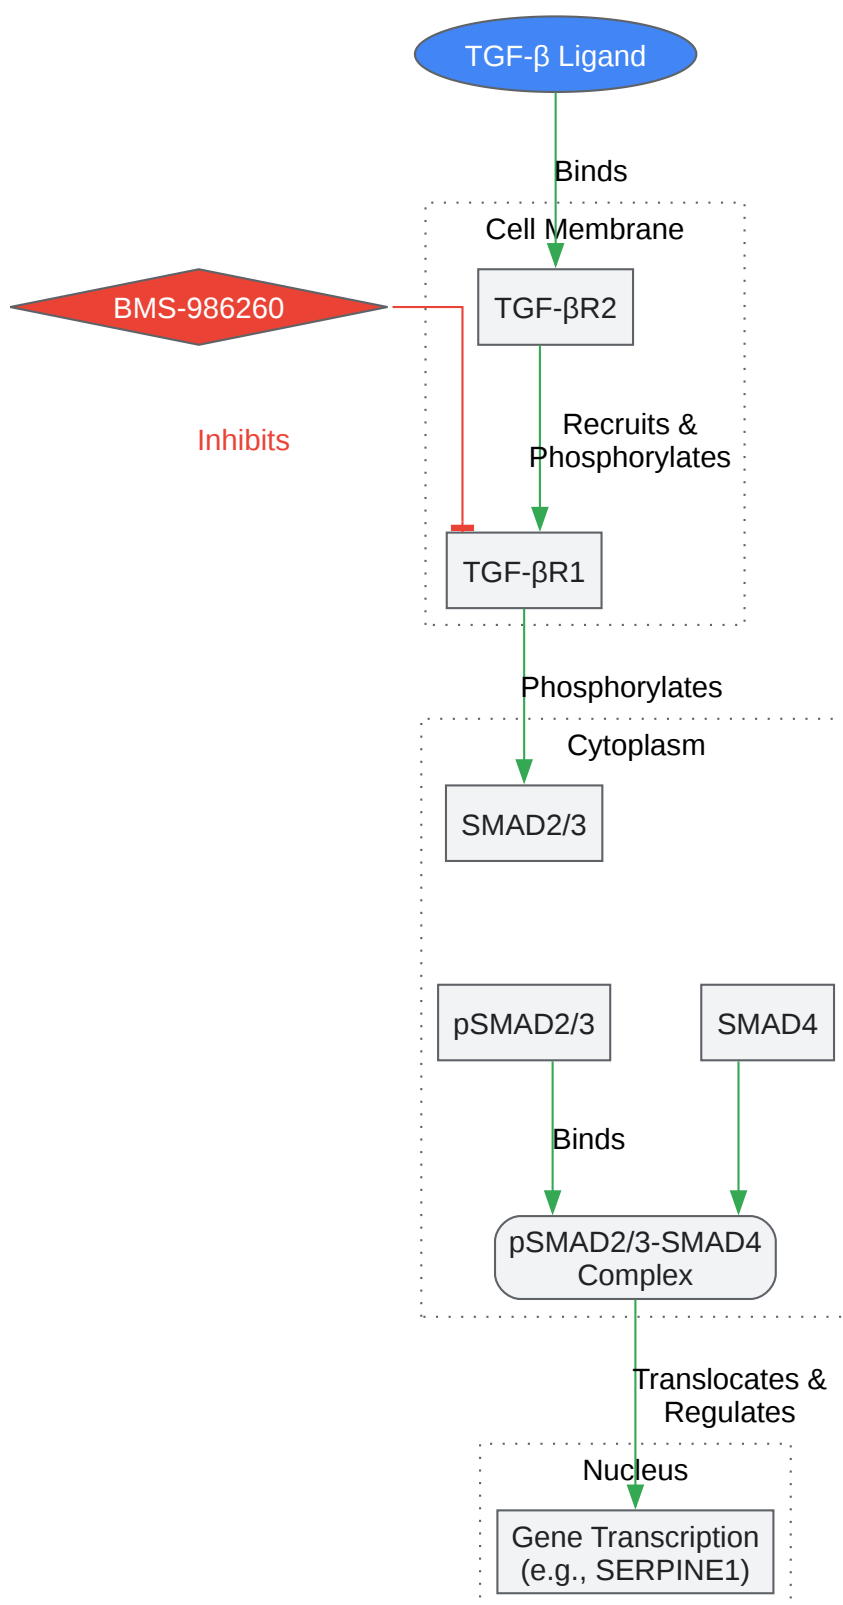 TGF-β Ligand
Binds
Cell Membrane
BMS-986260
TGF-βR2
Inhibits
Recruits &
Phosphorylates
TGF-βR1
Phosphorylates
Cytoplasm
SMAD2/3
pSMAD2/3
SMAD4
Binds
pSMAD2/3-SMAD4
Complex
Translocates &
Regulates
Nucleus
Gene Transcription
(e.g., SERPINE1)